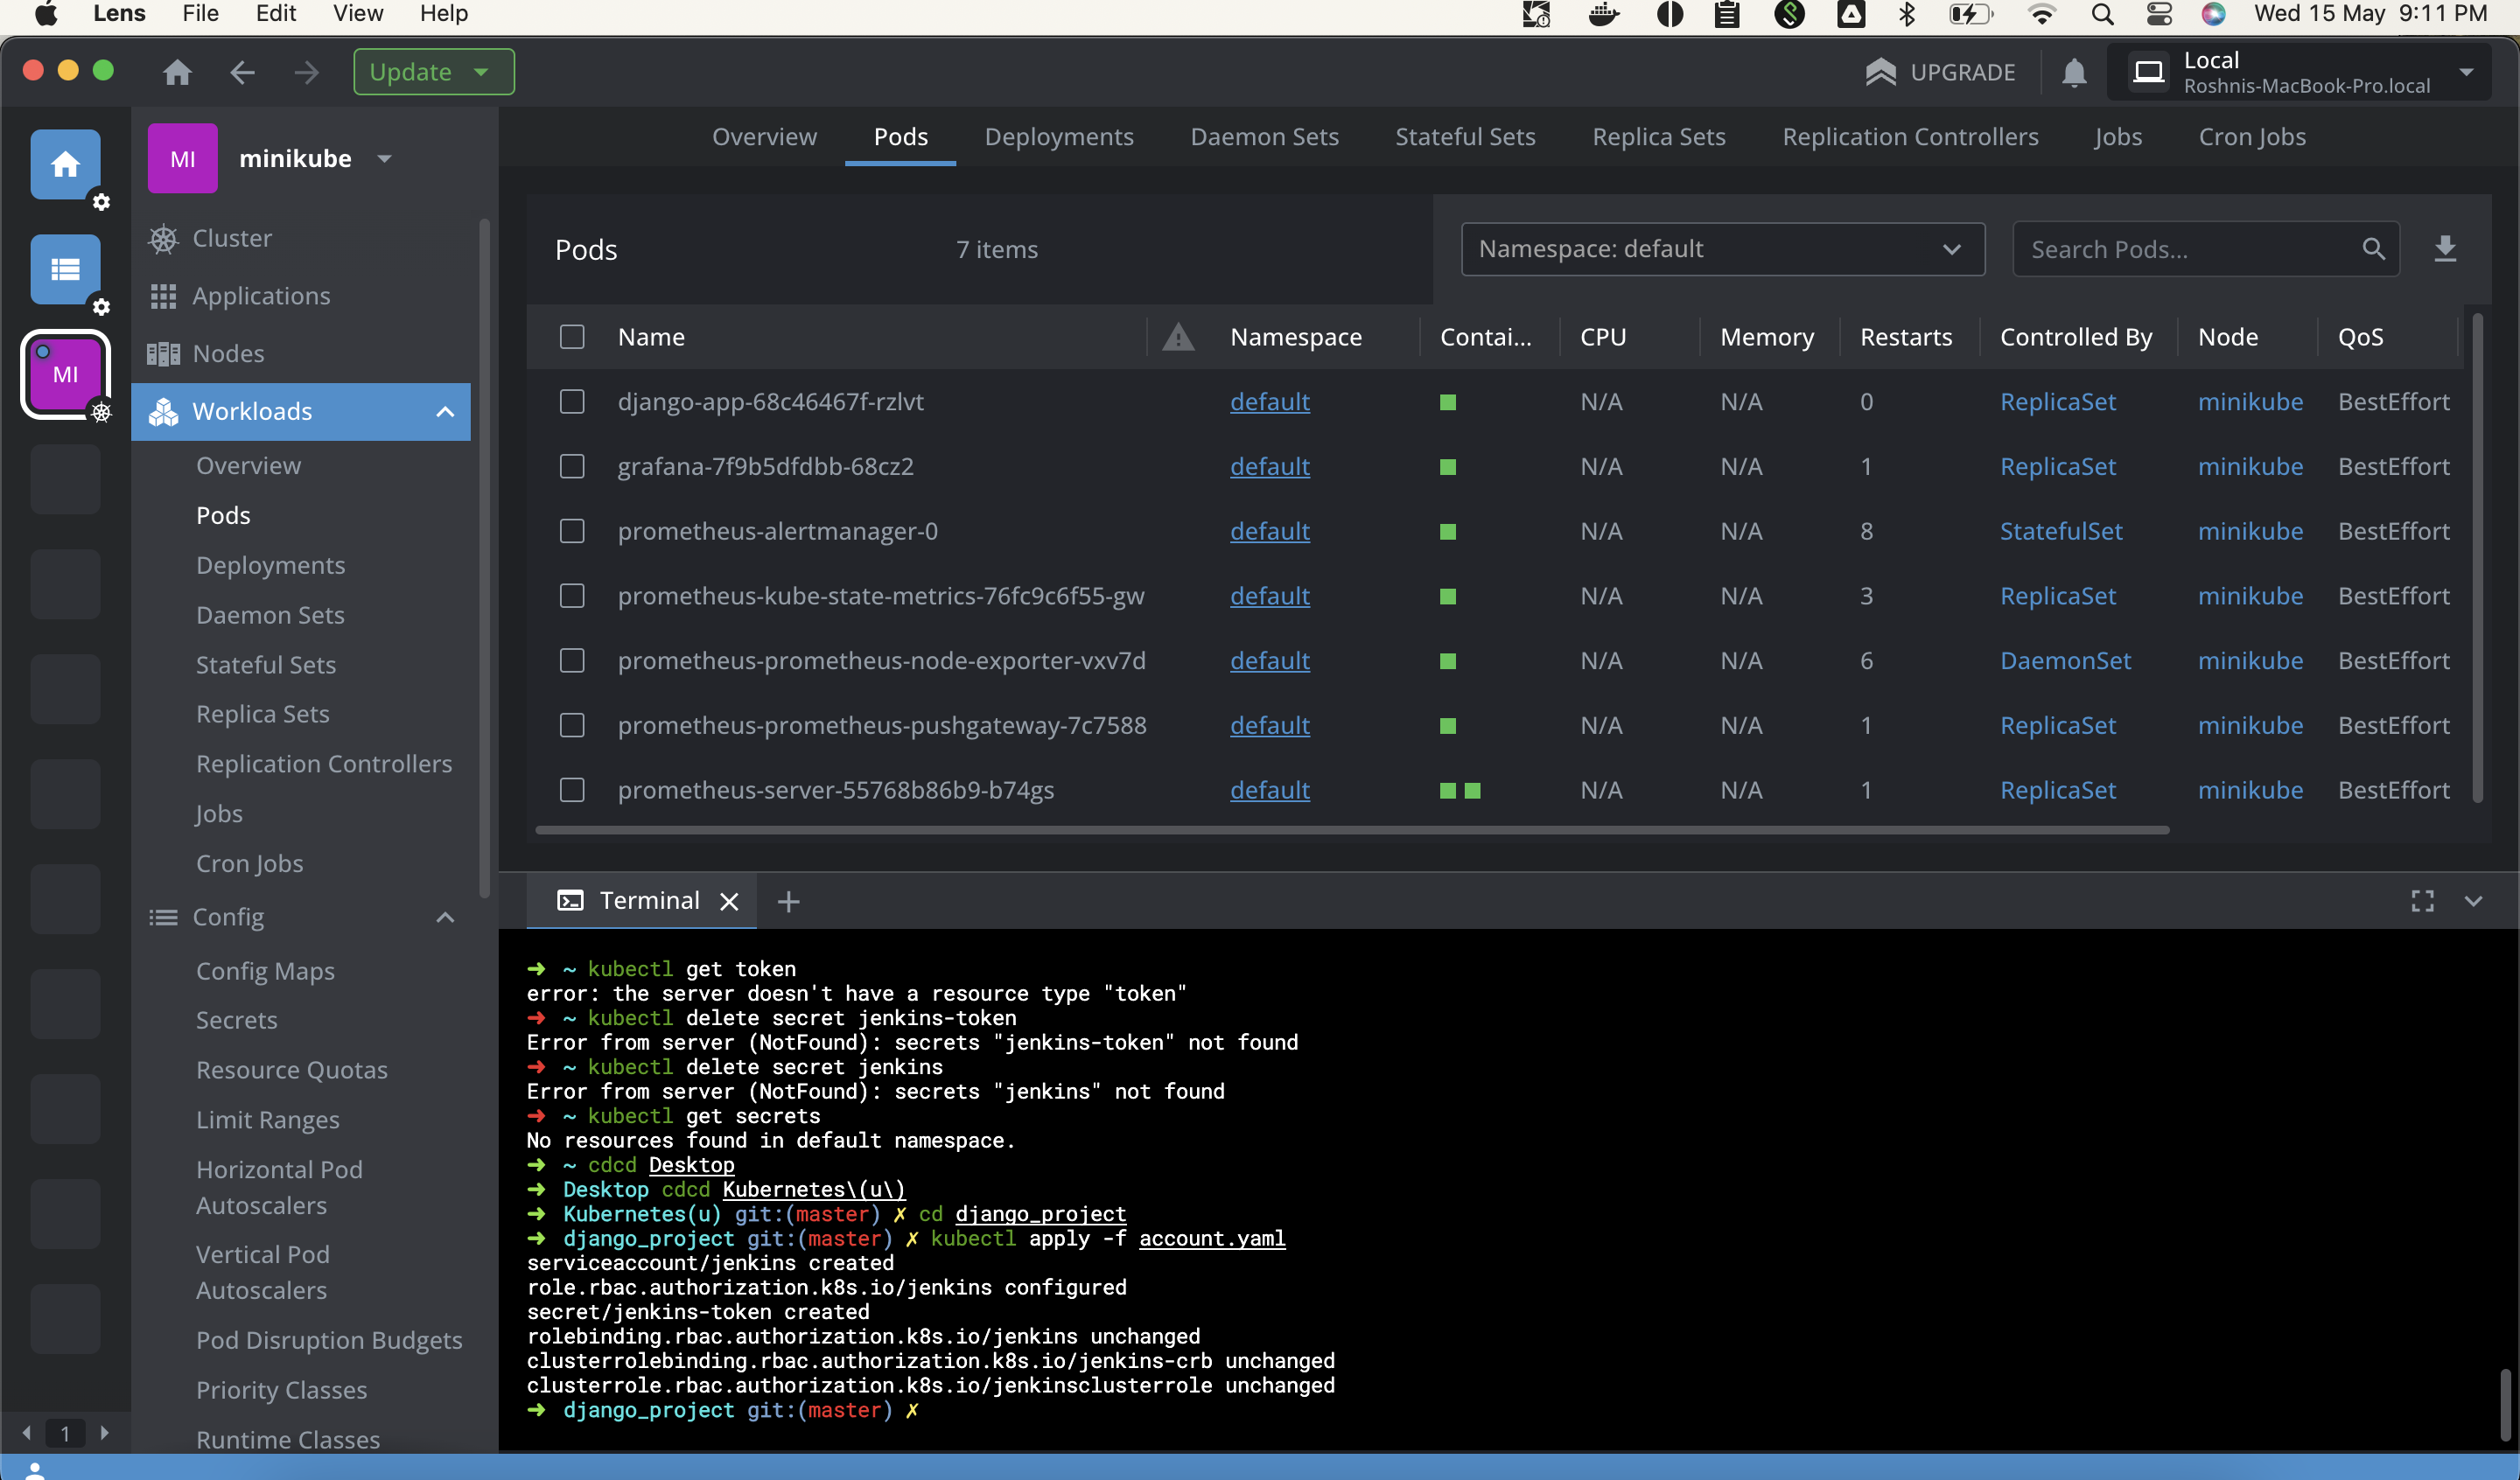 Lens File Edit View Help Wed 15 May 9:11 PM
Update UPGRADE Local
Roshnis-MacBook-Pro.local
MI minikube
Overview Pods Deployments Daemon Sets Stateful Sets Replica Sets Replication Controllers Jobs Cron Jobs
MI
Cluster
Applications
Nodes
Workloads
Overview
Pods
Deployments
Daemon Sets
Stateful Sets
Replica Sets
Replication Controllers
Jobs
Cron Jobs
Config
Config Maps
Secrets
Resource Quotas
Limit Ranges
Horizontal Pod
Autoscalers
Vertical Pod
Autoscalers
Pod Disruption Budgets
Priority Classes
Runtime Classes
1
Pods 7 items Namespace: default Search Pods...
Name Namespace Contai... CPU Memory Restarts Controlled By Node QoS
django-app-68c46467f-rzlvt default N/A N/A 0 ReplicaSet minikube BestEffort
grafana-7f9b5dfdbb-68cz2 default N/A N/A 1 ReplicaSet minikube BestEffort
prometheus-alertmanager-0 default N/A N/A 8 StatefulSet minikube BestEffort
prometheus-kube-state-metrics-76fc9c6f55-gw default N/A N/A 3 ReplicaSet minikube BestEffort
prometheus-prometheus-node-exporter-vxv7d default N/A N/A 6 DaemonSet minikube BestEffort
prometheus-prometheus-pushgateway-7c7588 default N/A N/A 1 ReplicaSet minikube BestEffort
prometheus-server-55768b86b9-b74gs default N/A N/A 1 ReplicaSet minikube BestEffort
Terminal
➜ ~ kubectl get token
error: the server doesn't have a resource type "token"
➜ ~ kubectl delete secret jenkins-token
Error from server (NotFound): secrets "jenkins-token" not found
➜ ~ kubectl delete secret jenkins
Error from server (NotFound): secrets "jenkins" not found
➜ ~ kubectl get secrets
No resources found in default namespace.
➜ ~ cdcd Desktop
➜ Desktop cdcd Kubernetes\(u\)
➜ Kubernetes(u) git:(master) ✗ cd django_project
➜ django_project git:(master) ✗ kubectl apply -f account.yaml
serviceaccount/jenkins created
role.rbac.authorization.k8s.io/jenkins configured
secret/jenkins-token created
rolebinding.rbac.authorization.k8s.io/jenkins unchanged
clusterrolebinding.rbac.authorization.k8s.io/jenkins-crb unchanged
clusterrole.rbac.authorization.k8s.io/jenkinsclusterrole unchanged
➜ django_project git:(master) ✗